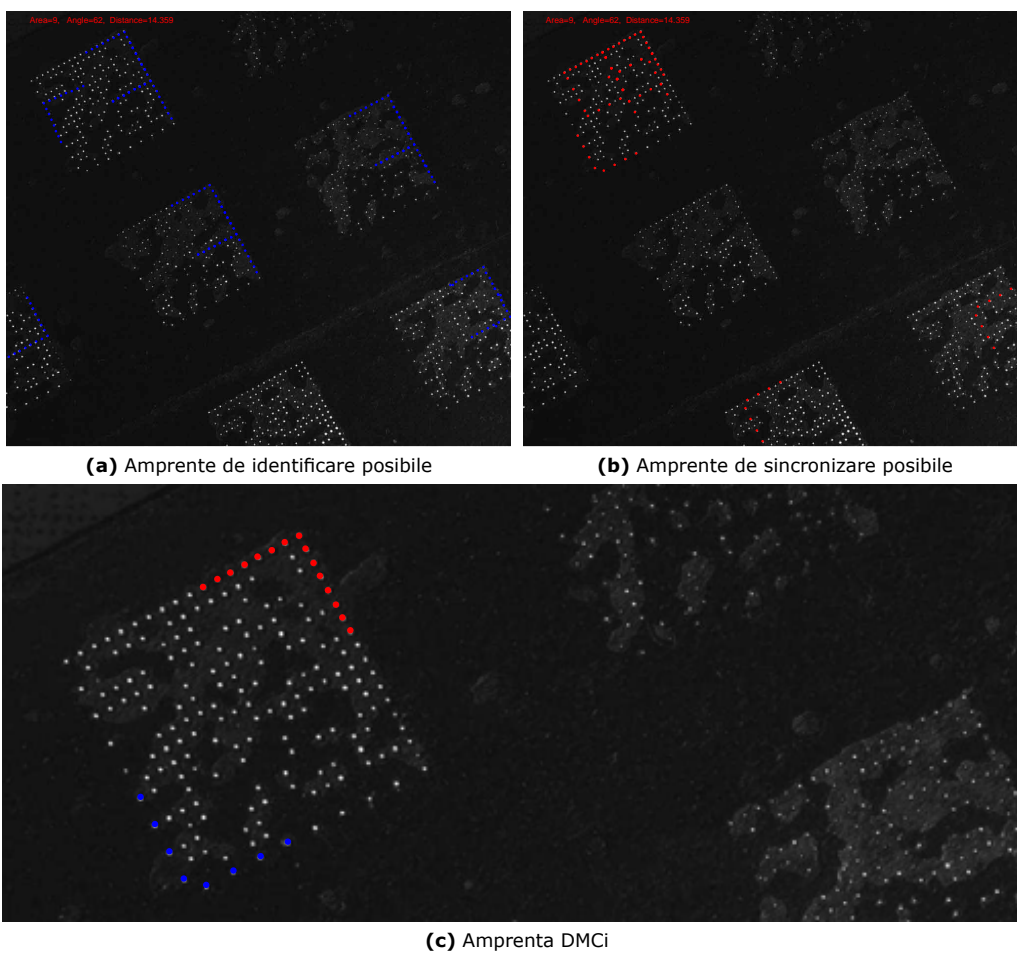 Area=9, Angle=62, Distance=14.359
Area=9, Angle=62, Distance=14.359
(a) Amprente de identificare posibile
(b) Amprente de sincronizare posibile
(c) Amprenta DMCi